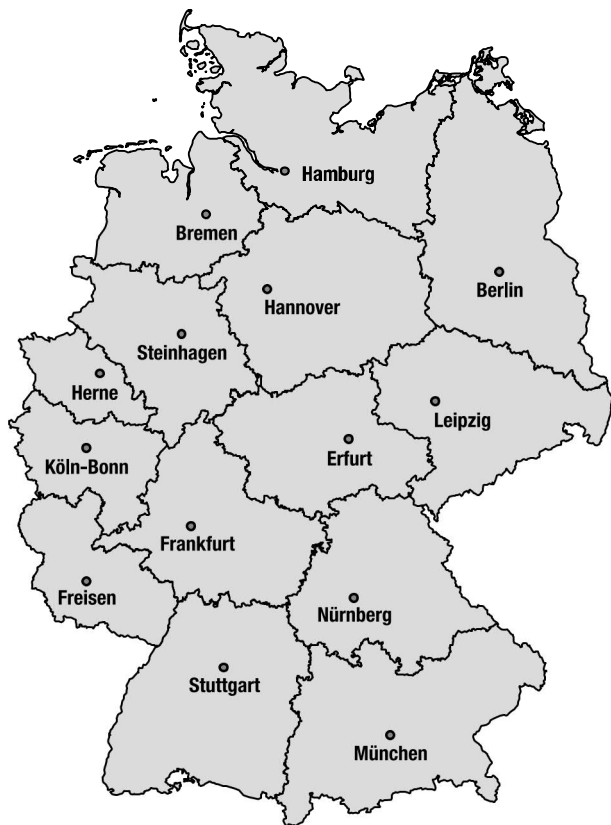 Hamburg
Bremen
Berlin
Hannover
Steinhagen
Herne
Leipzig
Erfurt
Köln-Bonn
Frankfurt
Freisen
Nürnberg
Stuttgart
München